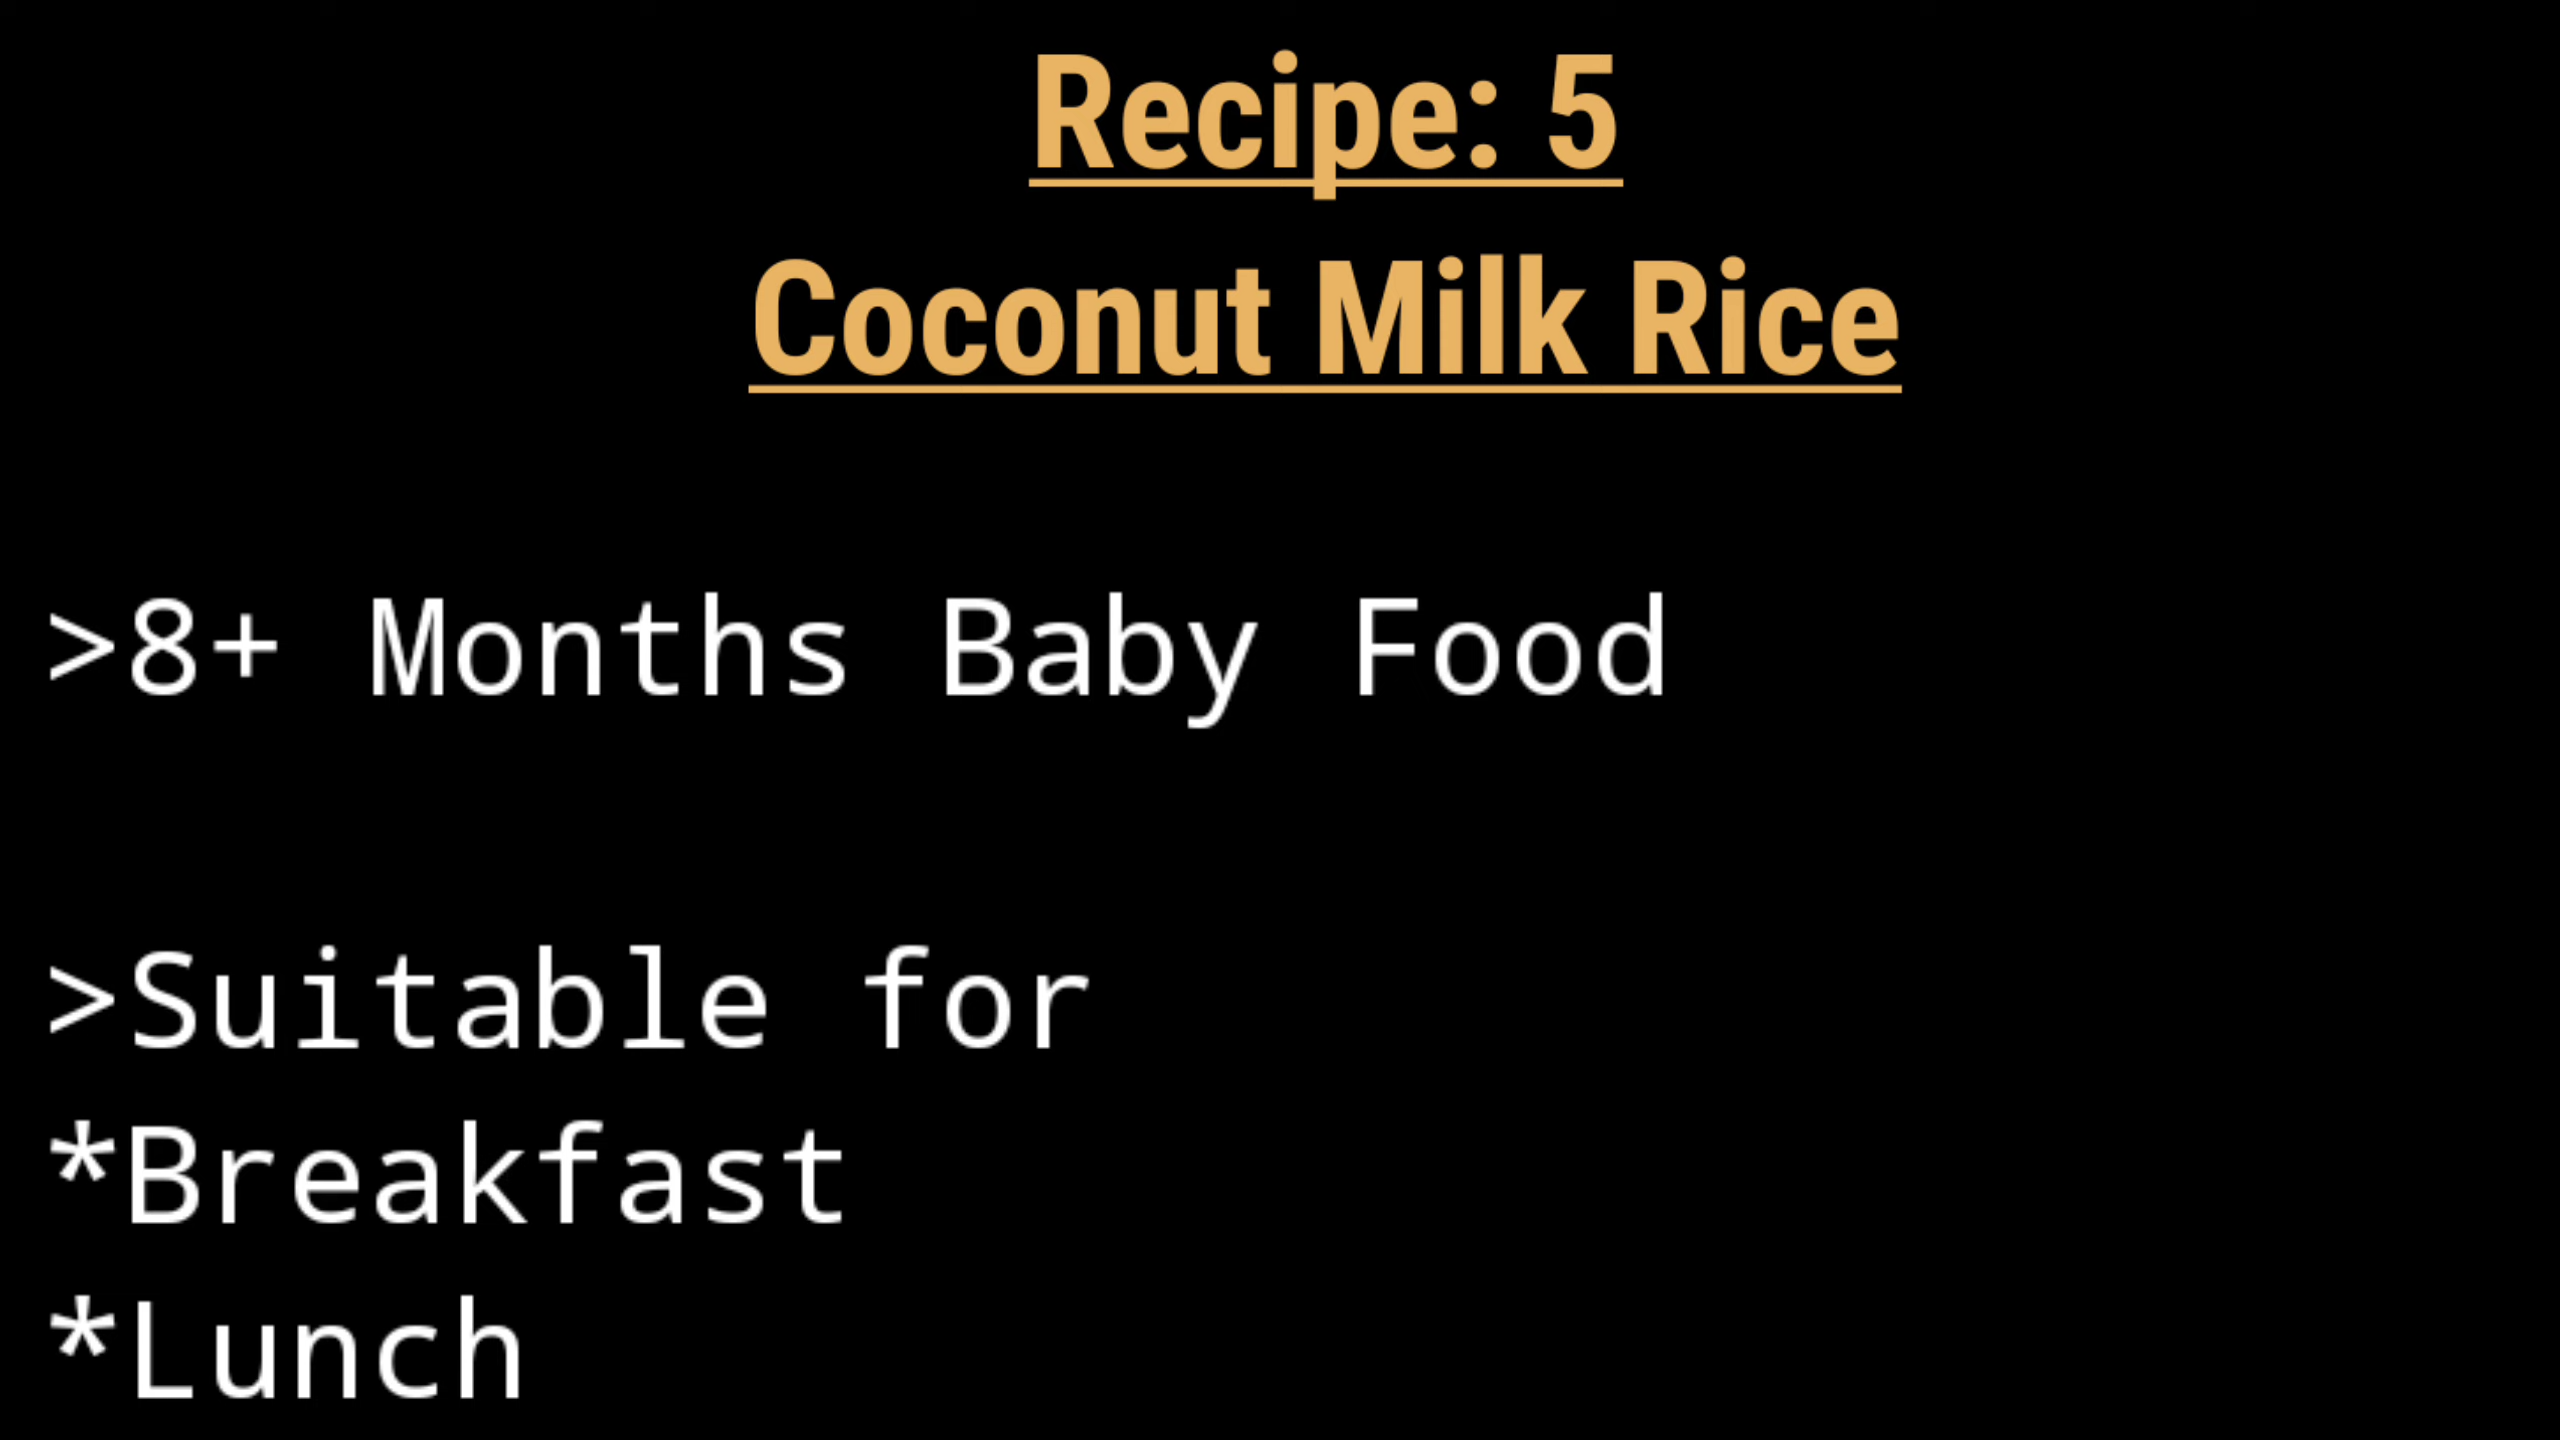 Recipe: 5
Coconut Milk Rice
>8+ Months Baby Food
>Suitable for
*Breakfast
*Lunch